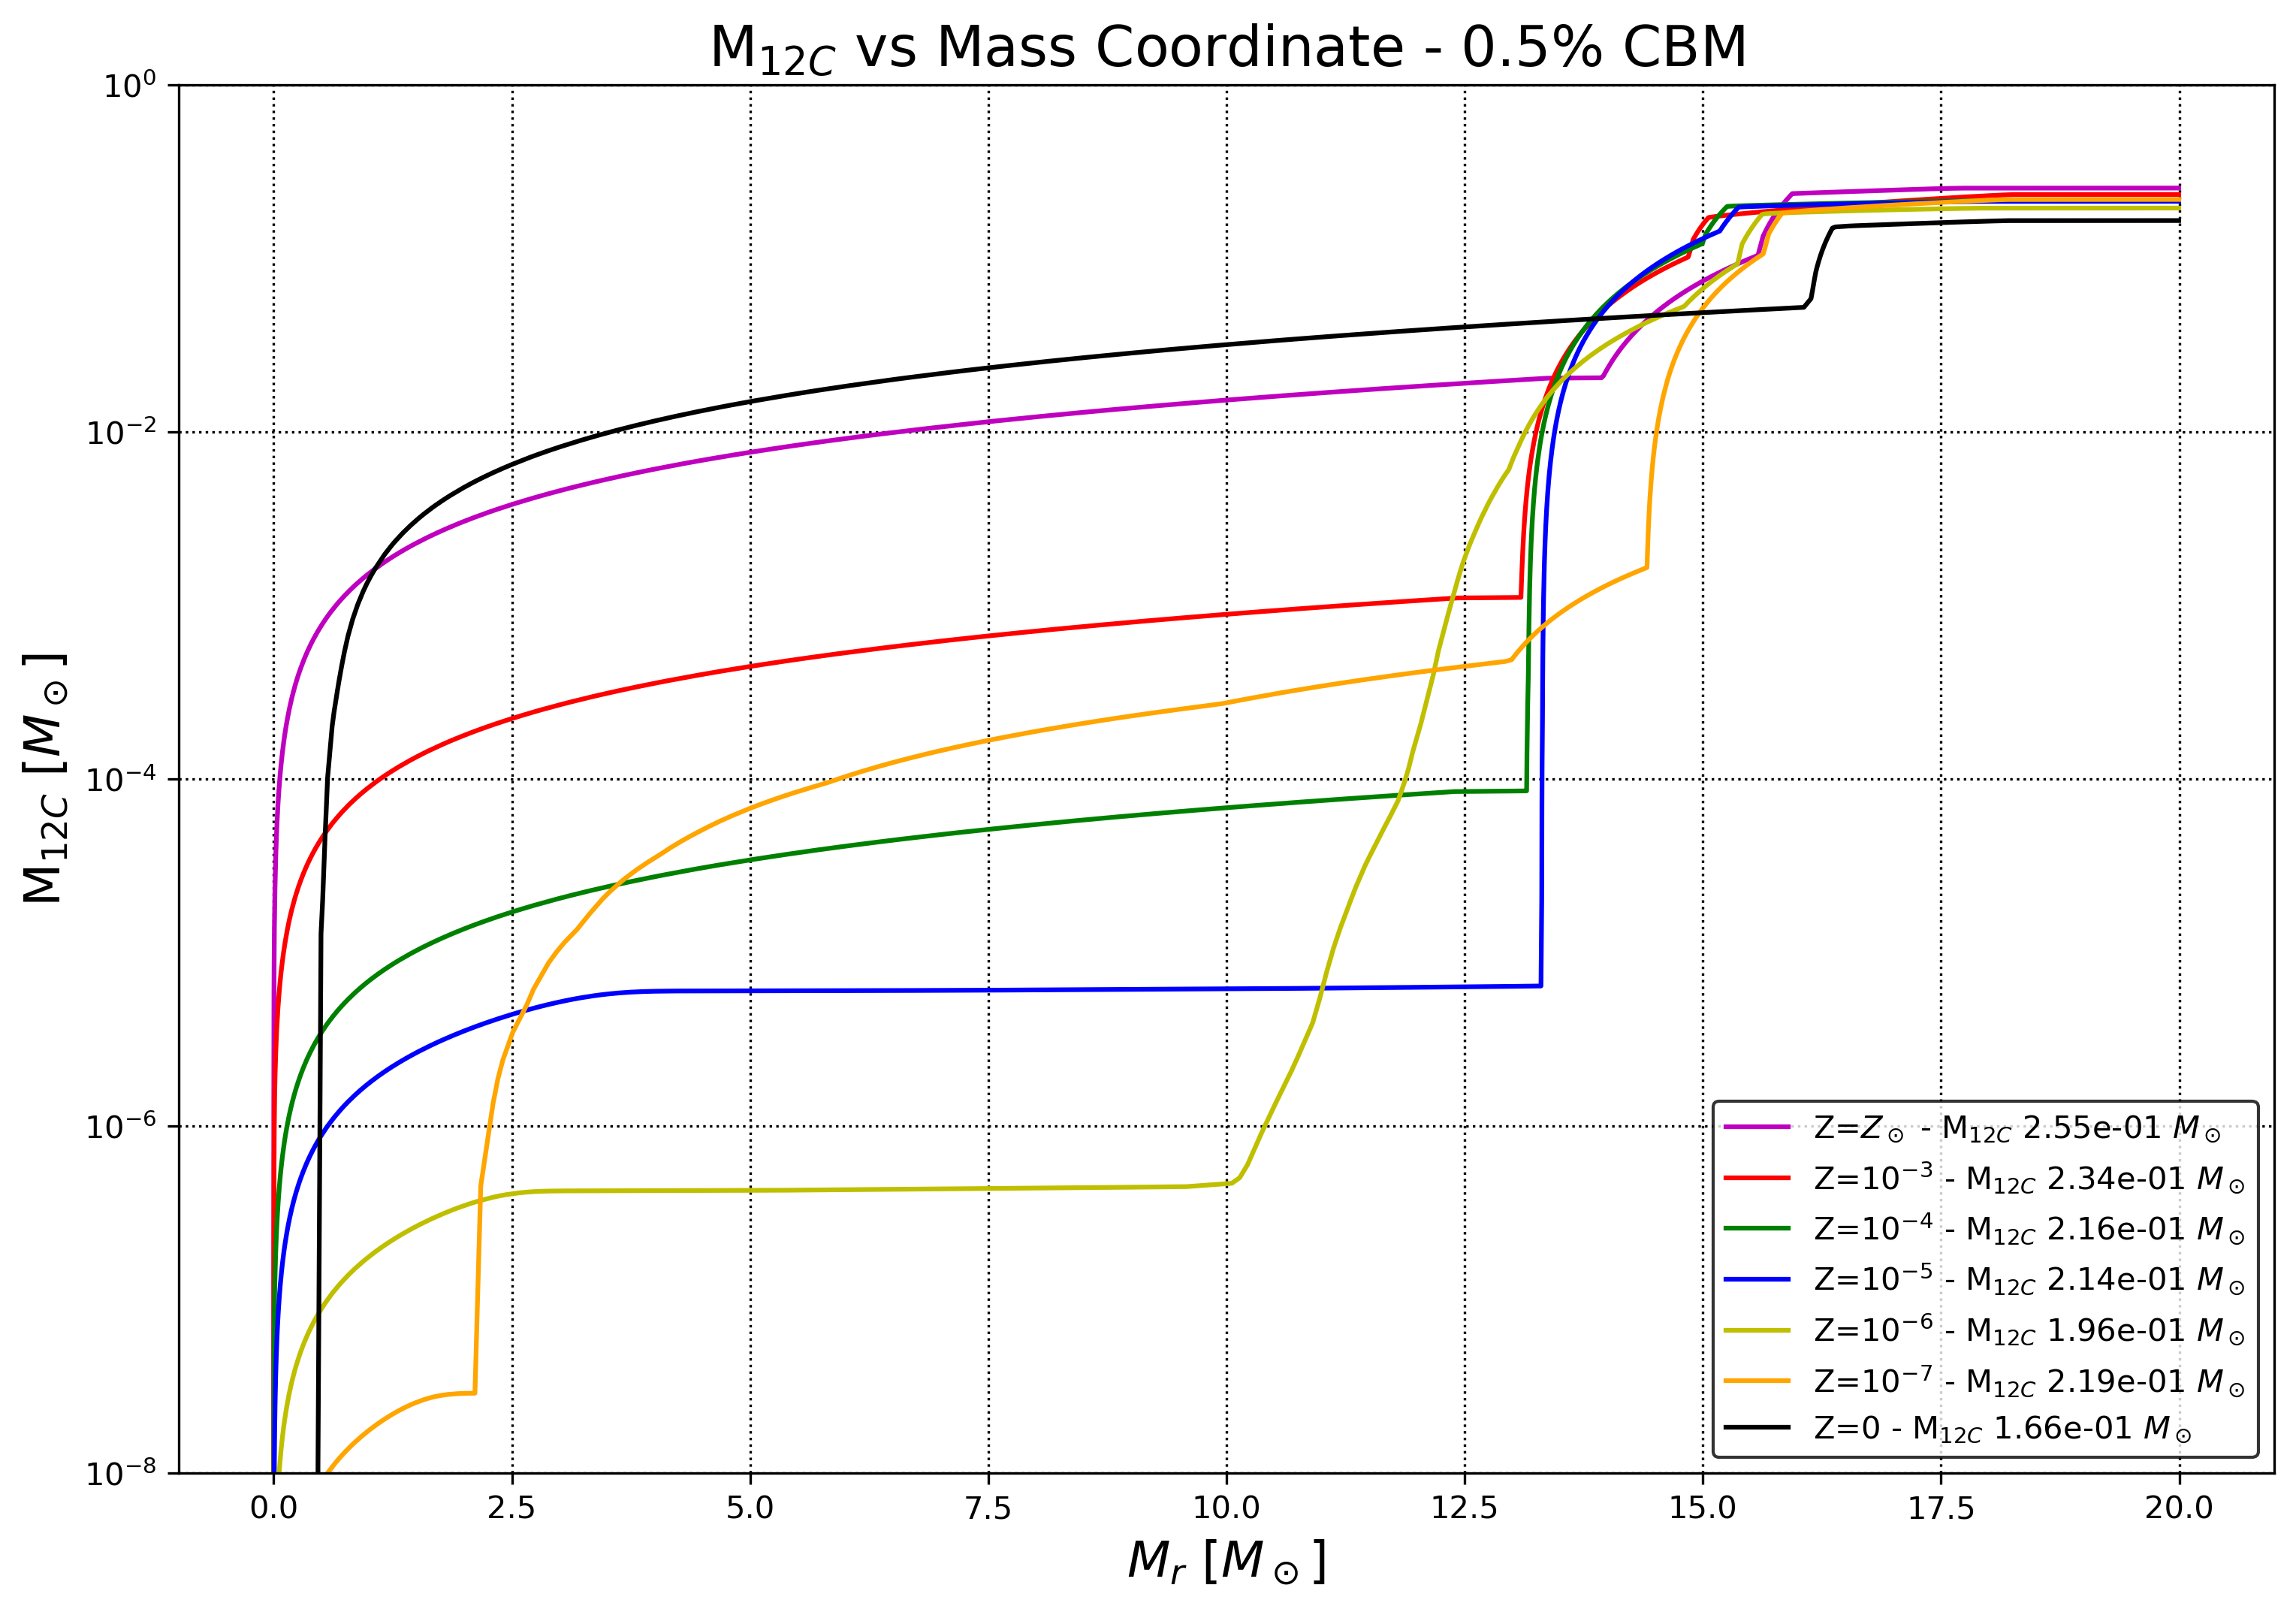 M₁₂C vs Mass Coordinate - 0.5% CBM
10⁰
10⁻²
10⁻⁴
10⁻⁶
10⁻⁸
M₁₂C [M⊙]
0.0 2.5 5.0 7.5 10.0 12.5 15.0 17.5 20.0
Mᵣ [M⊙]
Z=Z⊙ - M₁₂C 2.55e-01 M⊙
Z=10⁻³ - M₁₂C 2.34e-01 M⊙
Z=10⁻⁴ - M₁₂C 2.16e-01 M⊙
Z=10⁻⁵ - M₁₂C 2.14e-01 M⊙
Z=10⁻⁶ - M₁₂C 1.96e-01 M⊙
Z=10⁻⁷ - M₁₂C 2.19e-01 M⊙
Z=0 - M₁₂C 1.66e-01 M⊙